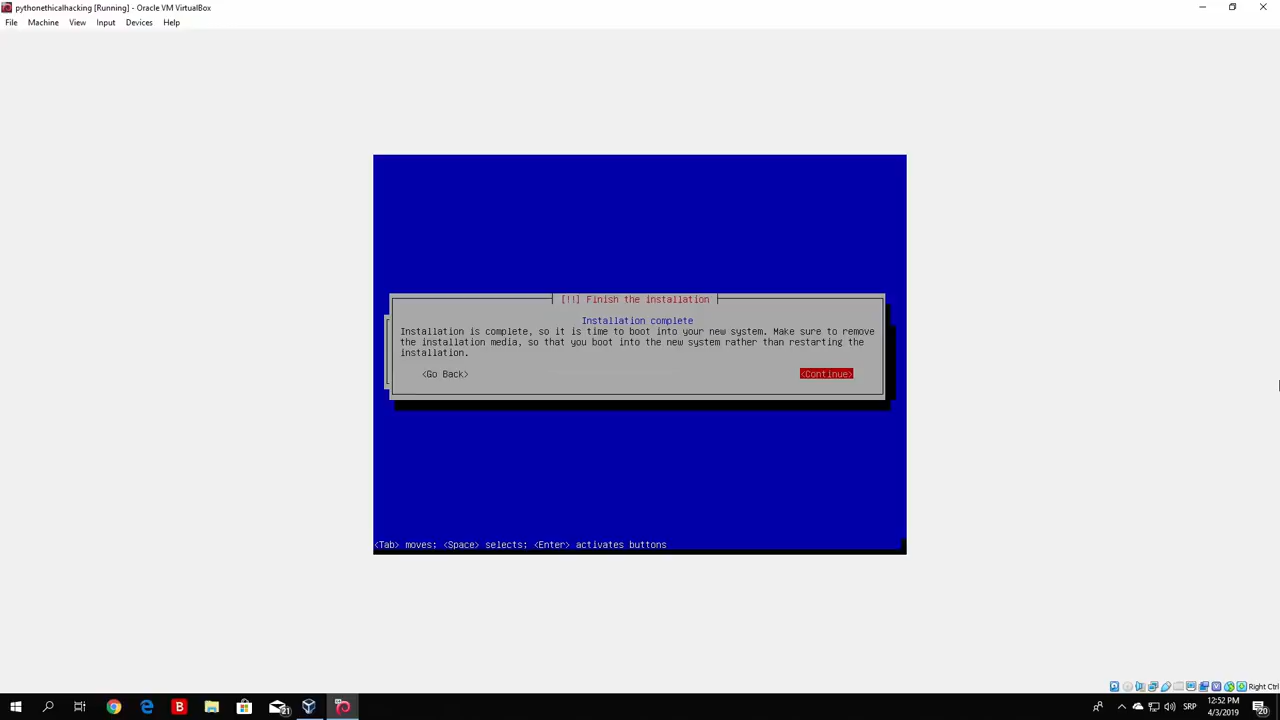 pythonethicalhacking [Running] - Oracle VM VirtualBox
File Machine View Input Devices Help
[!!] Finish the installation
Installation complete
Installation is complete, so it is time to boot into your new system. Make sure to remove
the installation media, so that you boot into the new system rather than restarting the
installation.
<Go Back> <Continue>
<Tab> moves; <Space> selects; <Enter> activates buttons
Right Ctrl
B
21
SRP
12:52 PM
4/3/2019
20